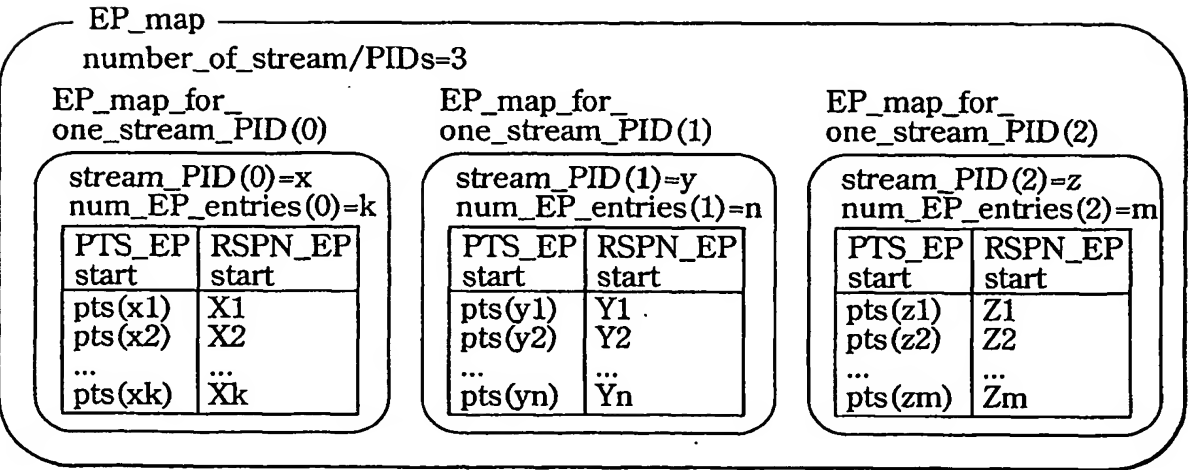 EP_map
number_of_stream/PIDs=3
EP_map_for_
one_stream_PID(0)
stream_PID(0)=x
num_EP_entries(0)=k
PTS_EP RSPN_EP
start start
pts(x1) X1
pts(x2) X2
... ...
pts(xk) Xk
EP_map_for_
one_stream_PID(1)
stream_PID(1)=y
num_EP_entries(1)=n
PTS_EP RSPN_EP
start start
pts(y1) Y1
pts(y2) Y2
... ...
pts(yn) Yn
EP_map_for_
one_stream_PID(2)
stream_PID(2)=z
num_EP_entries(2)=m
PTS_EP RSPN_EP
start start
pts(z1) Z1
pts(z2) Z2
... ...
pts(zm) Zm